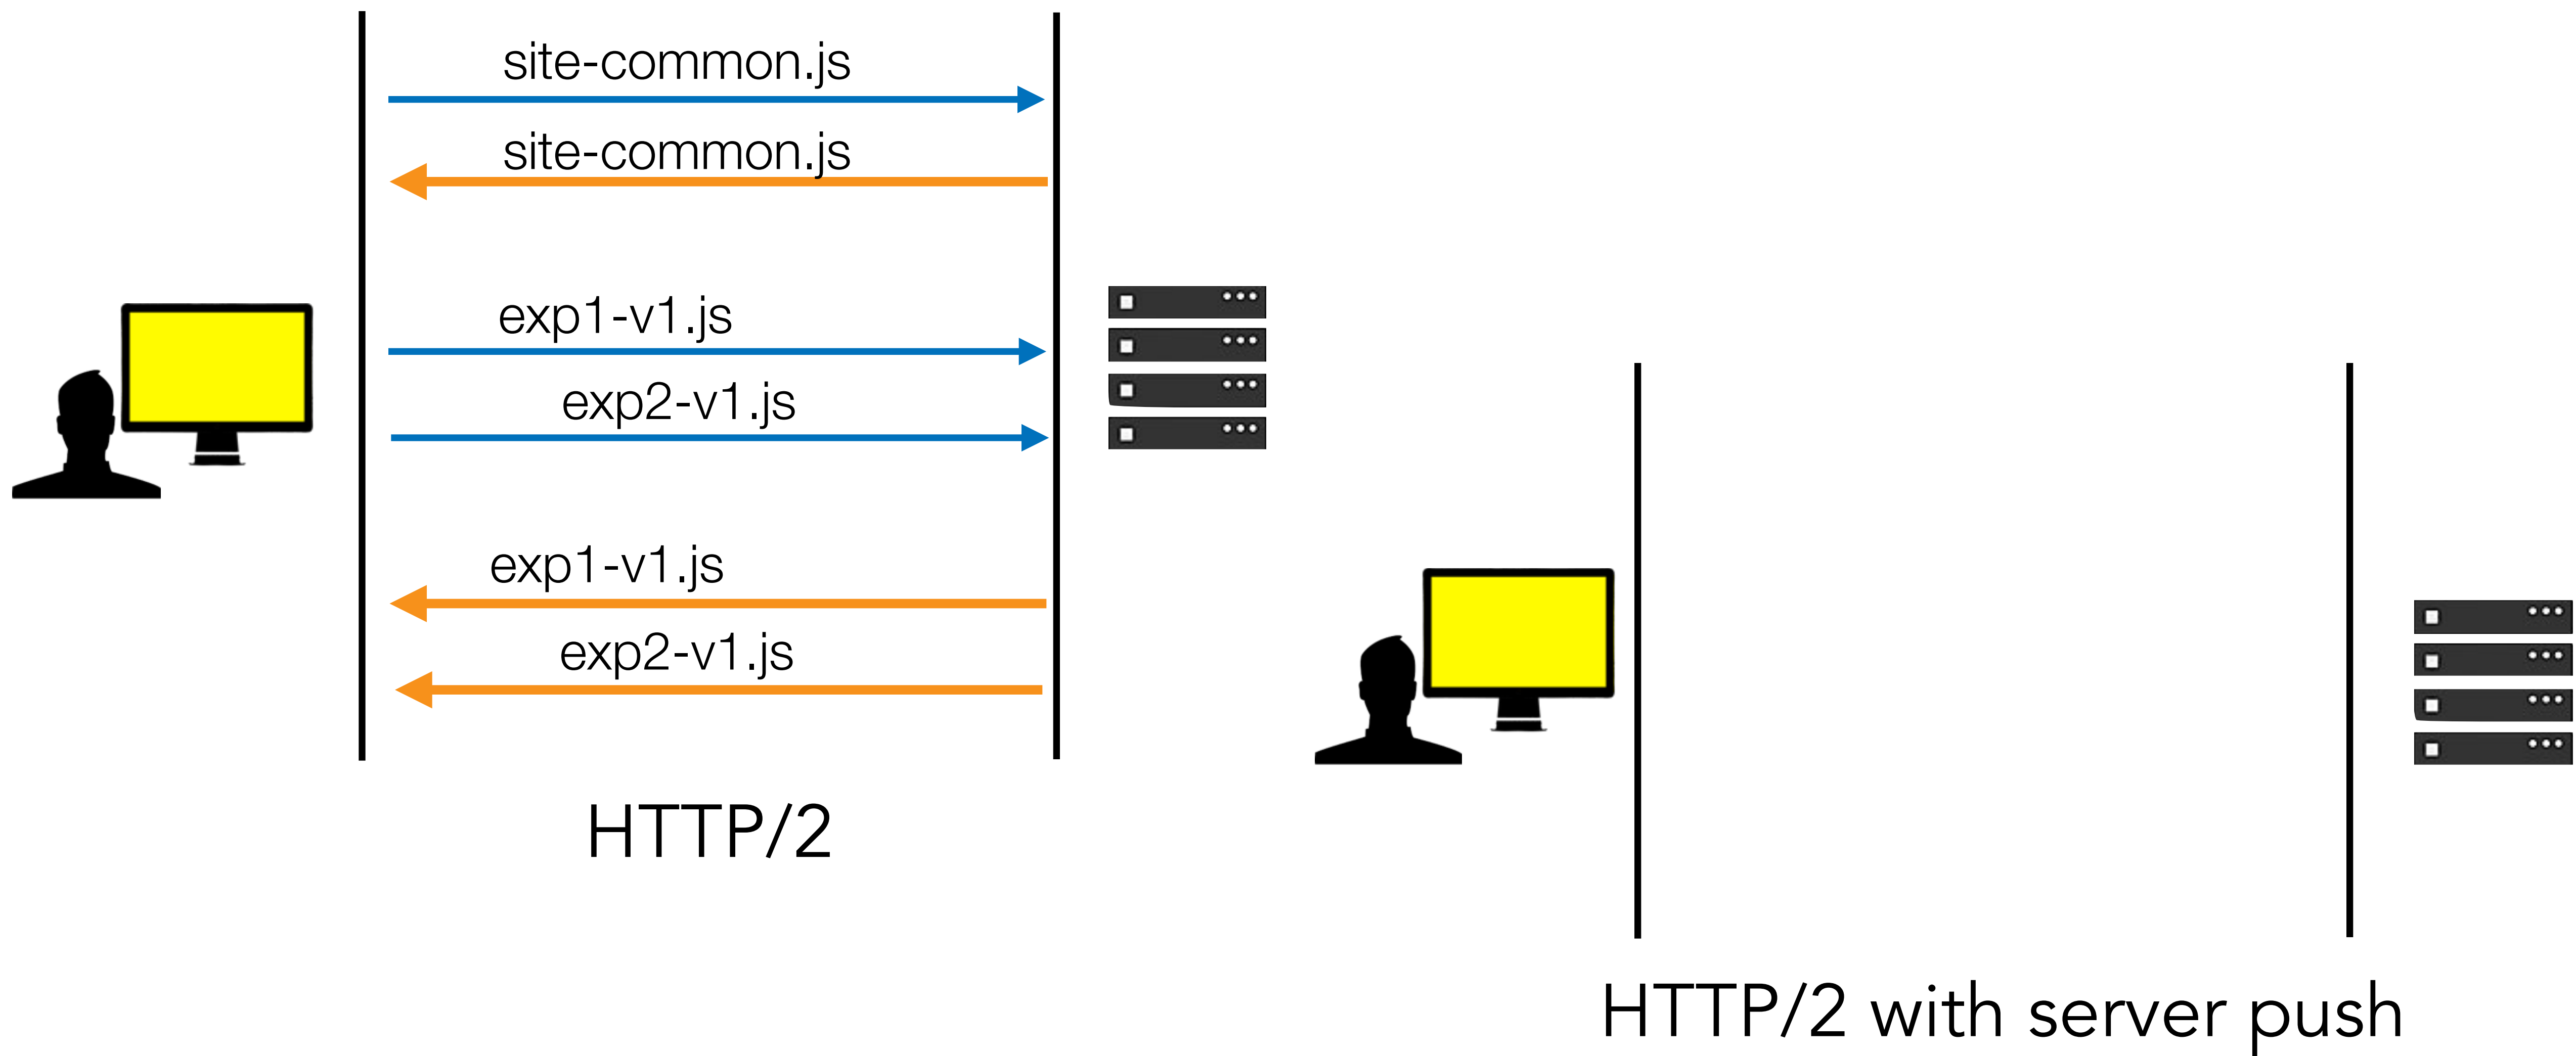 site-common.js
site-common.js
exp1-v1.js
exp2-v1.js
exp1-v1.js
exp2-v1.js
HTTP/2
HTTP/2 with server push